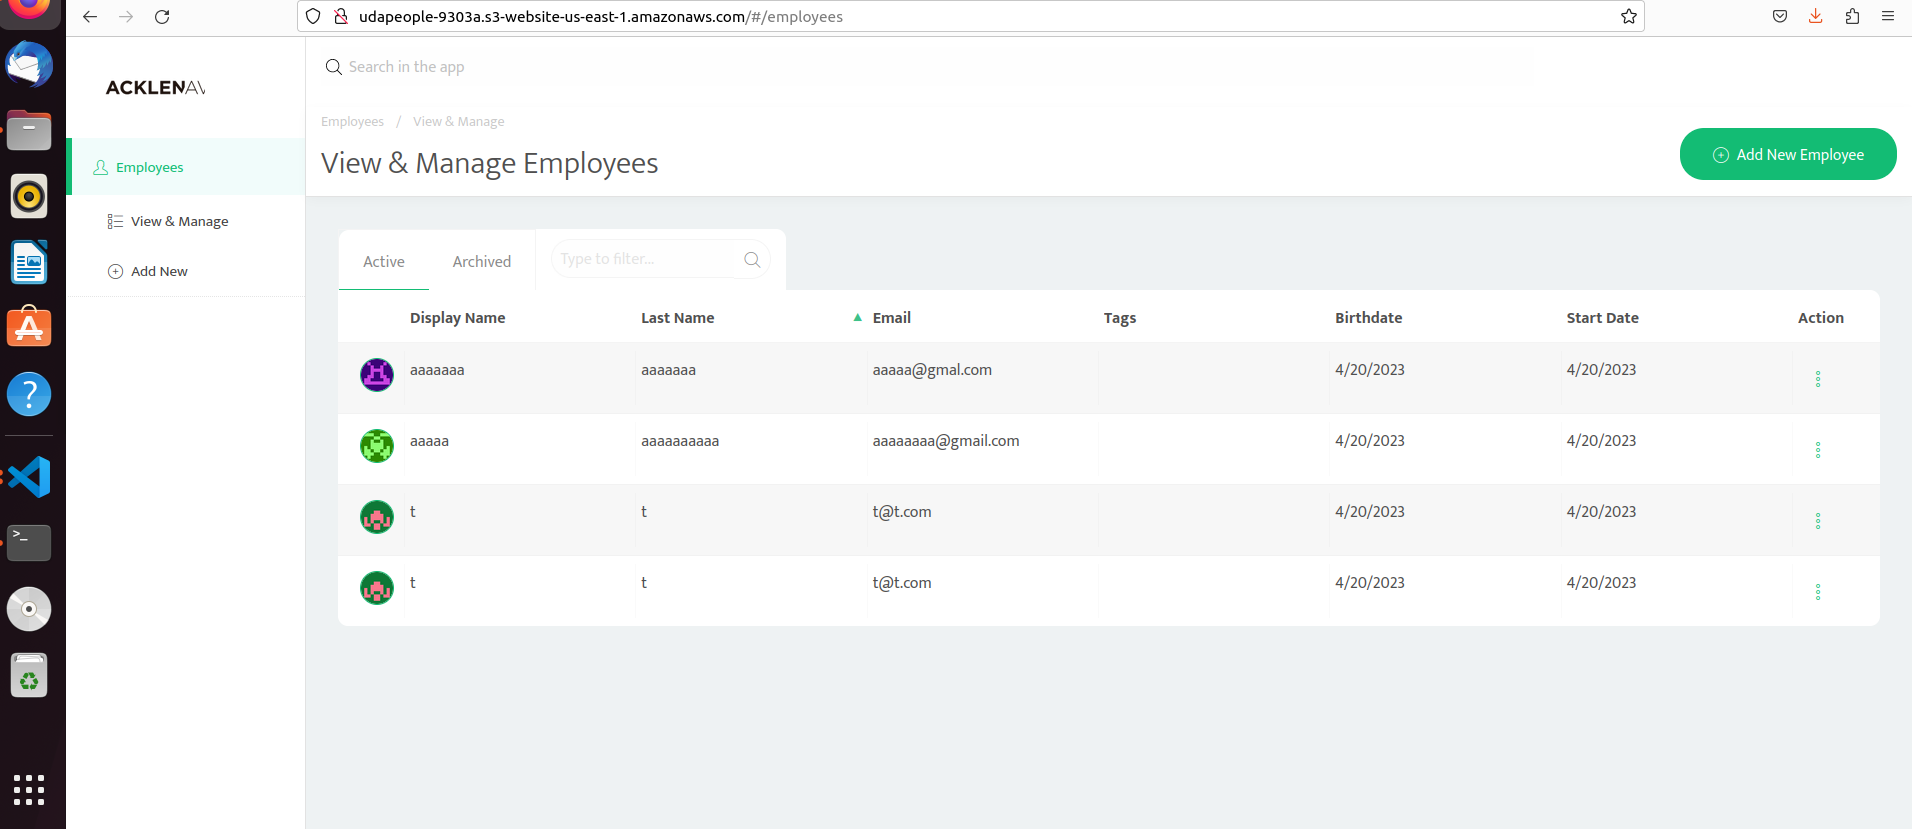 udapeople-9303a.s3-website-us-east-1.amazonaws.com/#/employees
ACKLENAV
Search in the app
Employees / View & Manage
View & Manage Employees
Add New Employee
Employees
View & Manage
Add New
Active Archived Type to filter...
Display Name Last Name Email Tags Birthdate Start Date Action
aaaaaaa aaaaaaa aaaaa@gmal.com 4/20/2023 4/20/2023
aaaaa aaaaaaaaaa aaaaaaaa@gmail.com 4/20/2023 4/20/2023
t t t@t.com 4/20/2023 4/20/2023
t t t@t.com 4/20/2023 4/20/2023